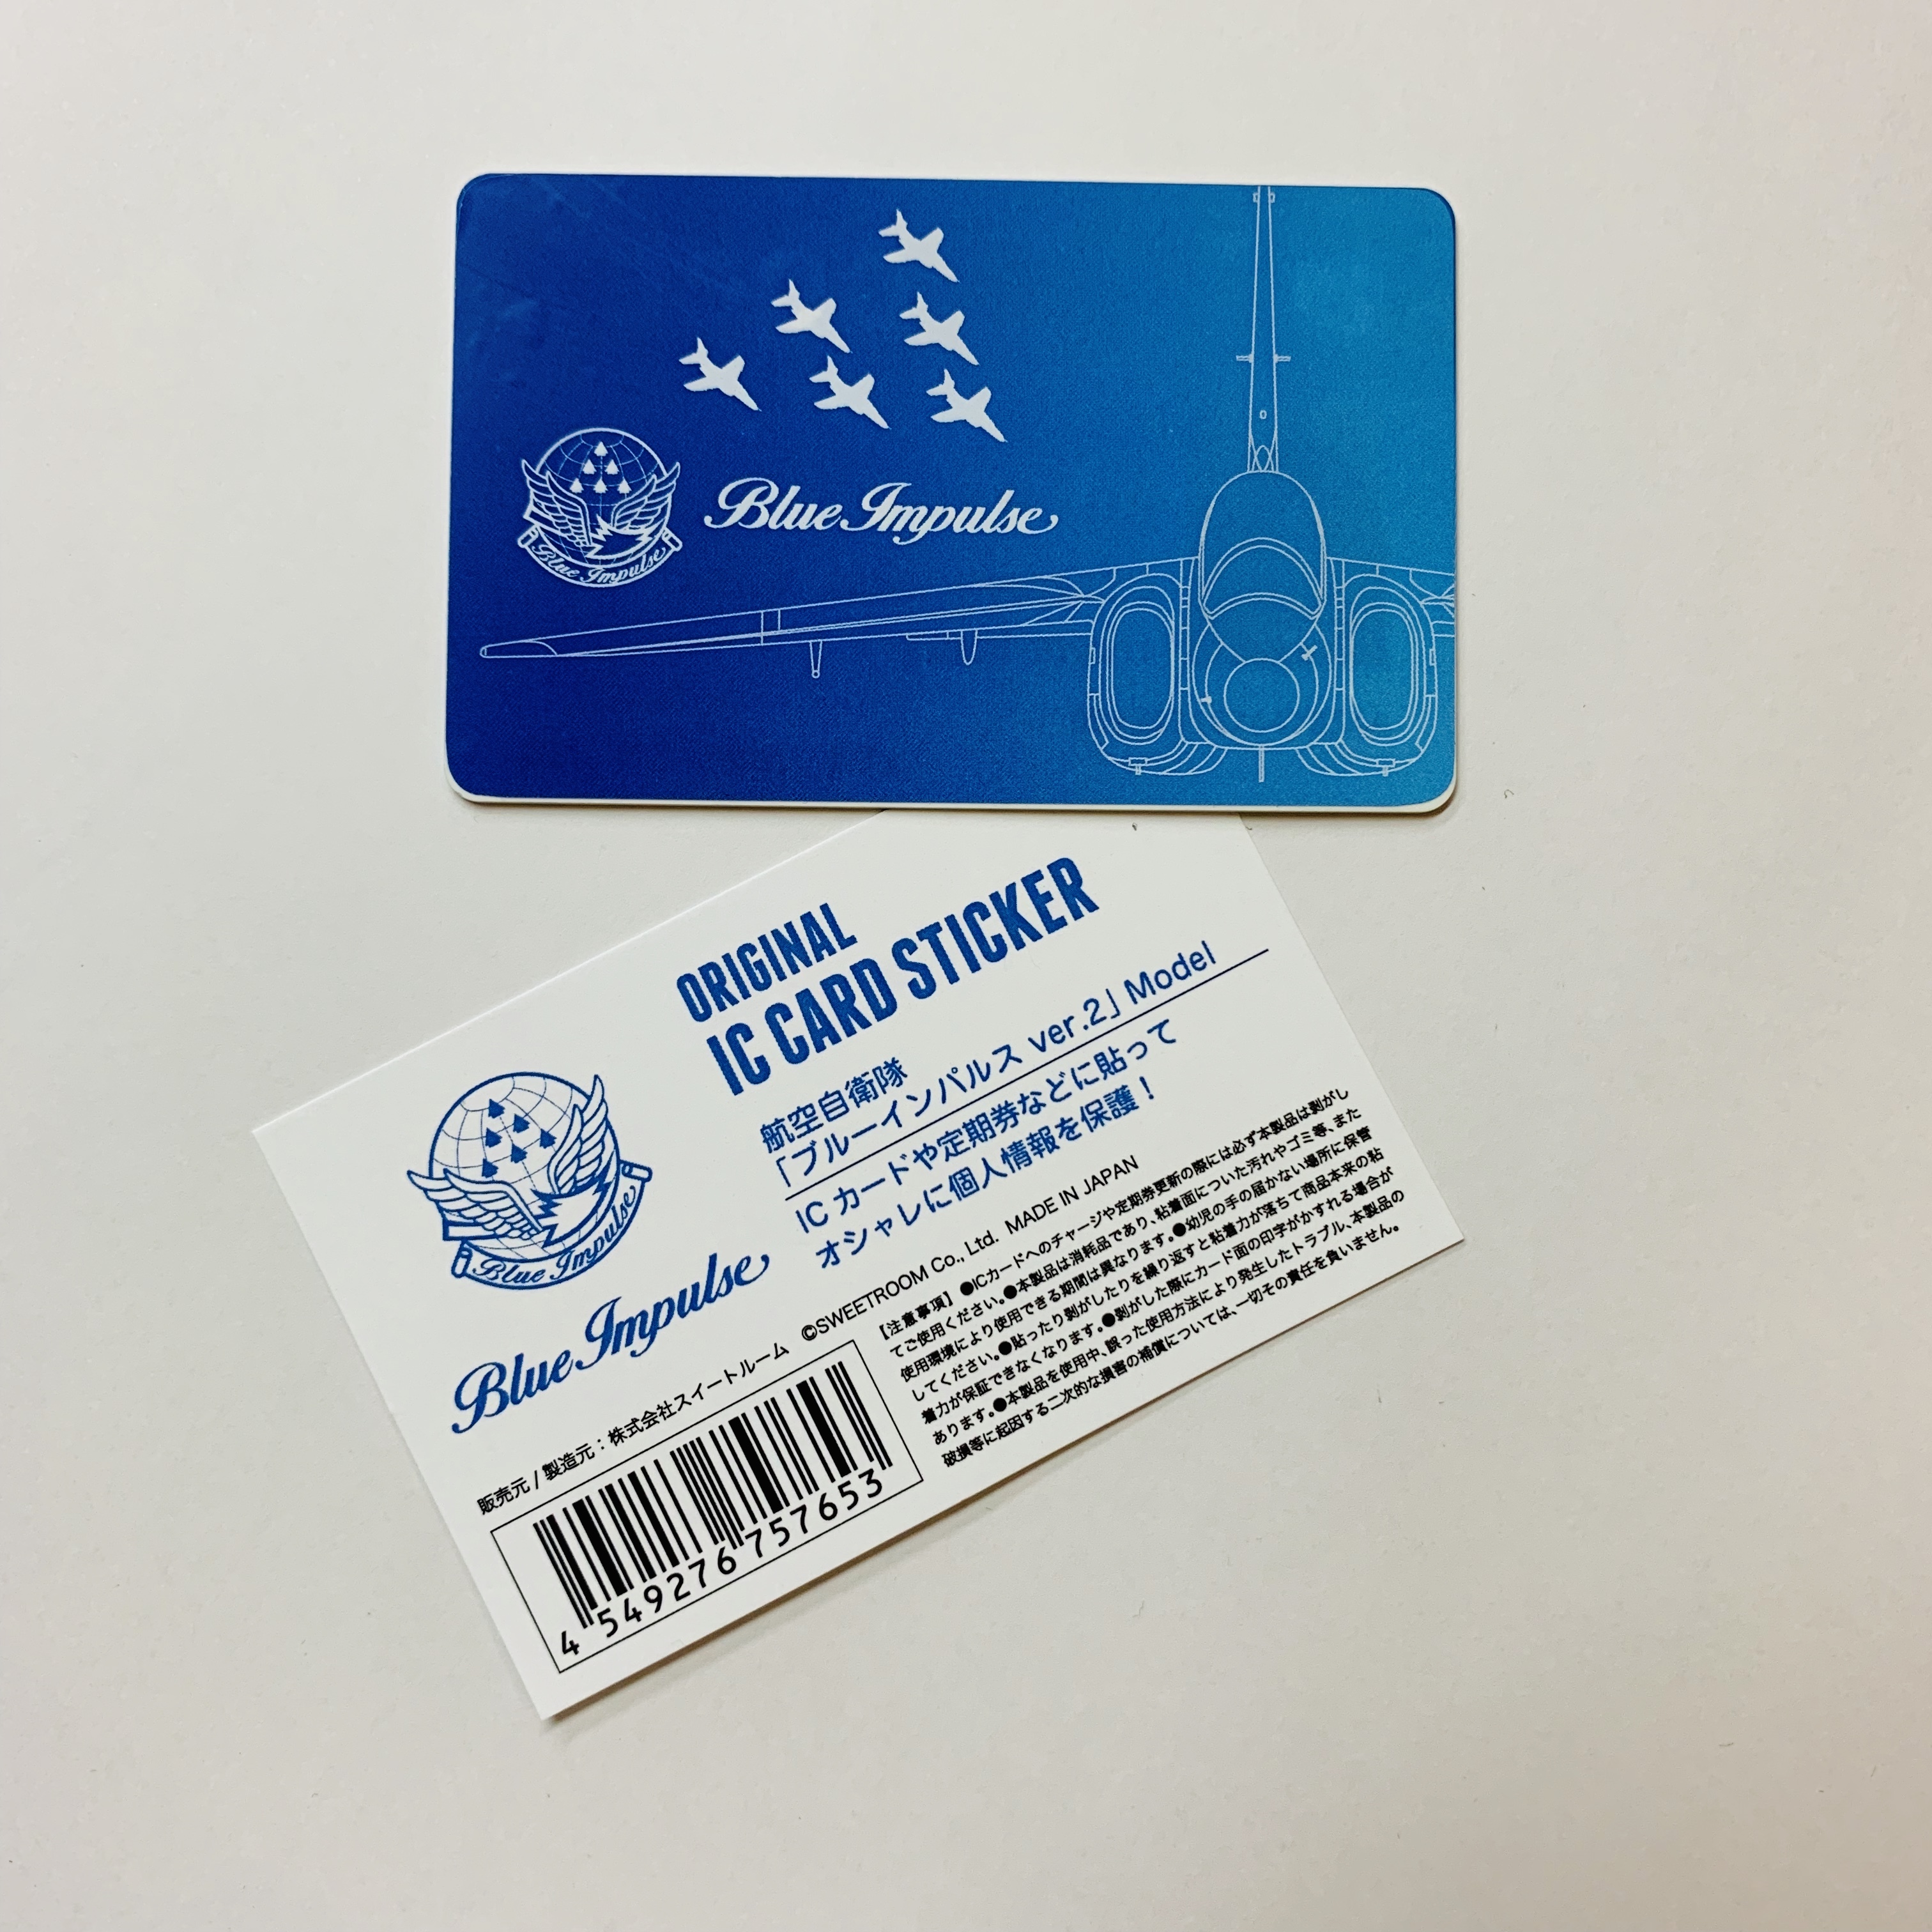 Blue Impulse
Blue Impulse
ORIGINAL
IC CARD STICKER
航空自衛隊
「ブルーインパルス ver.2」 Model
IC カードや定期券などに貼って
オシャレに個人情報を保護！
Blue Impulse
Blue Impulse
販売元 / 製造元：株式会社スイートルーム ©SWEETROOM Co., Ltd. MADE IN JAPAN
【注意事項】●ICカードへのチャージや定期券更新の際には必ず本製品は剥がし
てご使用ください。●本製品は消耗品であり、粘着面についた汚れやゴミ等、また
使用環境により使用できる期間は異なります。●幼児の手の届かない場所に保管
してください。●貼ったり剥がしたりを繰り返すと粘着力が落ちて商品本来の粘
着力が保証できなくなります。●剥がした際にカード面の印字がかすれる場合が
あります。●本製品を使用中、誤った使用方法により発生したトラブル、本製品の
破損等に起因する二次的な損害の補償については、一切その責任を負いません。
4 549276 757653